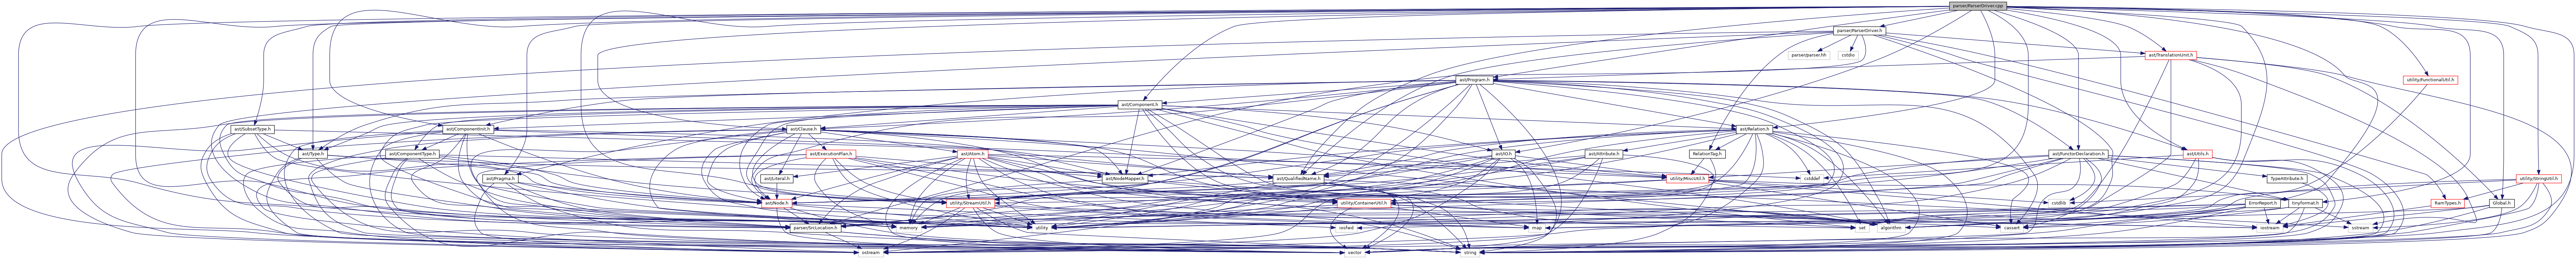 parser/ParserDriver.cpp
parser/ParserDriver.h
parser/parser.hh
cstdio
ast/TranslationUnit.h
ast/Program.h
utility/FunctionalUtil.h
ast/Component.h
ast/SubsetType.h
ast/ComponentInit.h
ast/Clause.h
ast/Relation.h
ast/Type.h
ast/ComponentType.h
ast/ExecutionPlan.h
ast/Atom.h
ast/IO.h
ast/Attribute.h
RelationTag.h
ast/FunctorDeclaration.h
ast/Utils.h
ast/Pragma.h
ast/Literal.h
ast/NodeMapper.h
ast/QualifiedName.h
utility/MiscUtil.h
cstddef
TypeAttribute.h
utility/StringUtil.h
ast/Node.h
utility/StreamUtil.h
utility/ContainerUtil.h
cstdlib
ErrorReport.h
tinyformat.h
RamTypes.h
Global.h
parser/SrcLocation.h
memory
utility
iosfwd
map
set
algorithm
cassert
iostream
sstream
ostream
vector
string